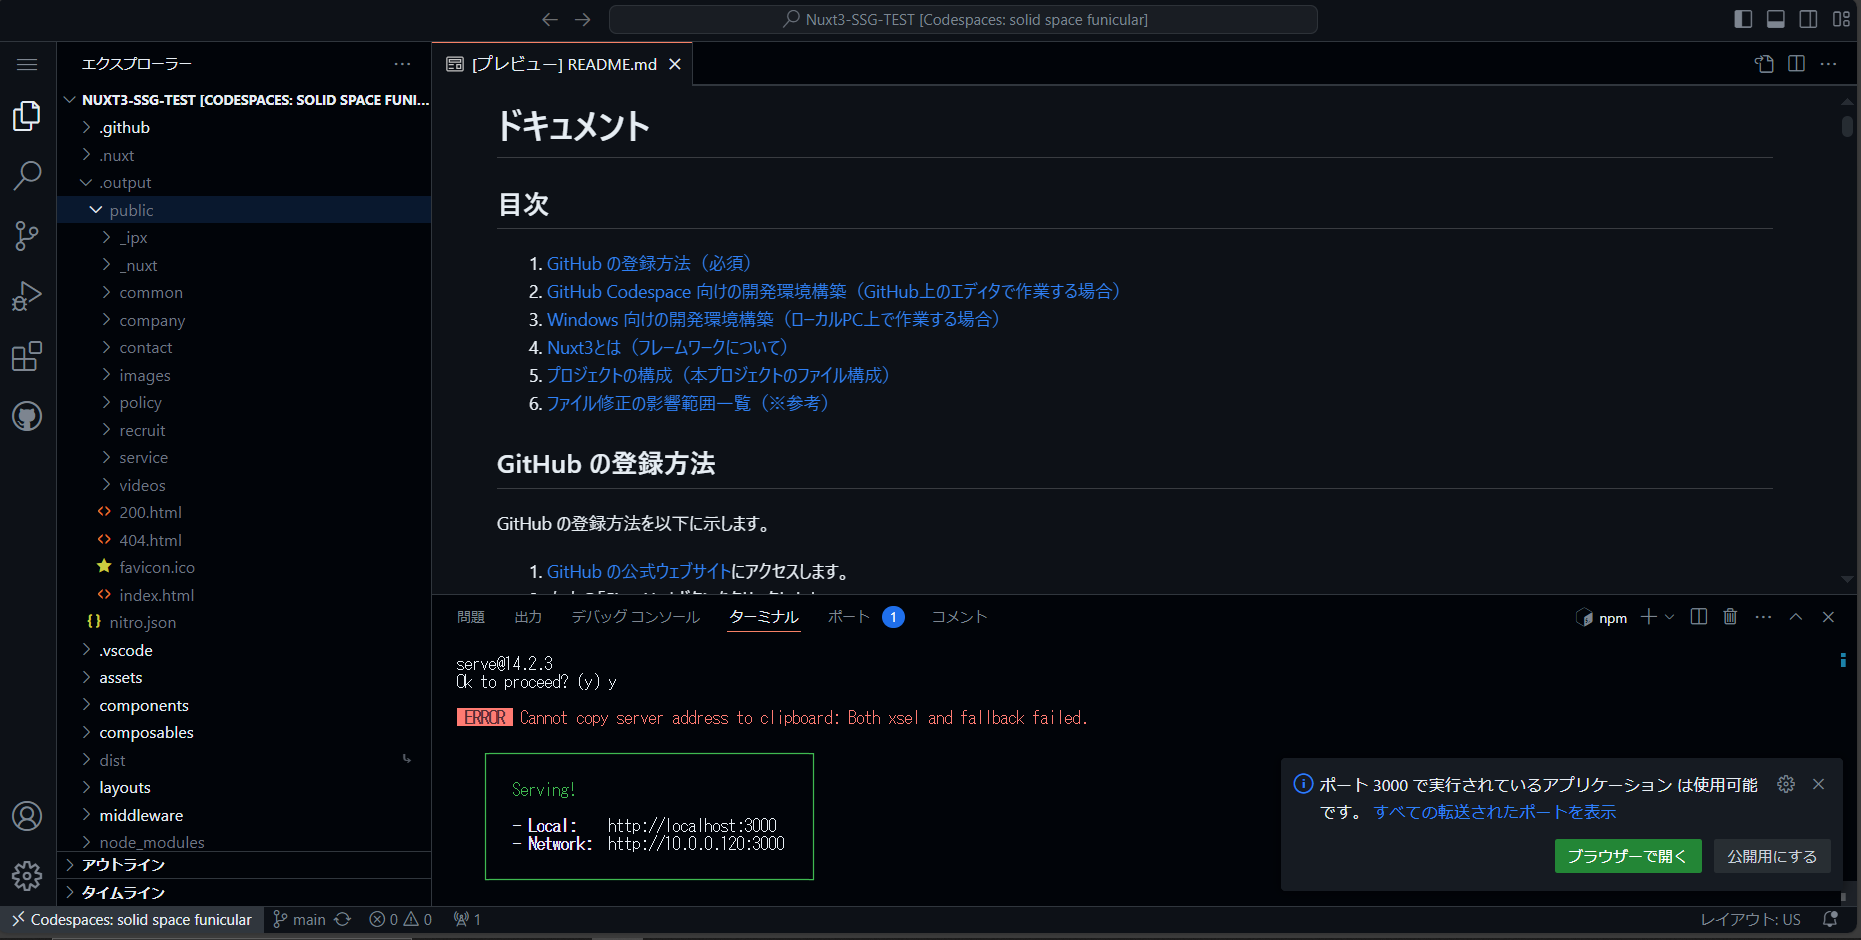 Nuxt3-SSG-TEST [Codespaces: solid space funicular]
エクスプローラー
[プレビュー] README.md
NUXT3-SSG-TEST [CODESPACES: SOLID SPACE FUNI...
.github
.nuxt
.output
public
_ipx
_nuxt
common
company
contact
images
policy
recruit
service
videos
200.html
404.html
favicon.ico
index.html
nitro.json
.vscode
assets
components
composables
dist
layouts
middleware
node_modules
アウトライン
タイムライン
ドキュメント
目次
1. GitHub の登録方法（必須）
2. GitHub Codespace 向けの開発環境構築（GitHub上のエディタで作業する場合）
3. Windows 向けの開発環境構築（ローカルPC上で作業する場合）
4. Nuxt3とは（フレームワークについて）
5. プロジェクトの構成（本プロジェクトのファイル構成）
6. ファイル修正の影響範囲一覧（※参考）
GitHub の登録方法
GitHub の登録方法を以下に示します。
1. GitHub の公式ウェブサイトにアクセスします。
問題 出力 デバッグ コンソール ターミナル ポート 1 コメント
npm
serve@14.2.3
Ok to proceed? (y) y
ERROR Cannot copy server address to clipboard: Both xsel and fallback failed.
Serving!
- Local: http://localhost:3000
- Network: http://10.0.0.120:3000
ポート 3000 で実行されているアプリケーション は使用可能
です。 すべての転送されたポートを表示
ブラウザーで開く 公開用にする
Codespaces: solid space funicular main 0 0 1 レイアウト: US